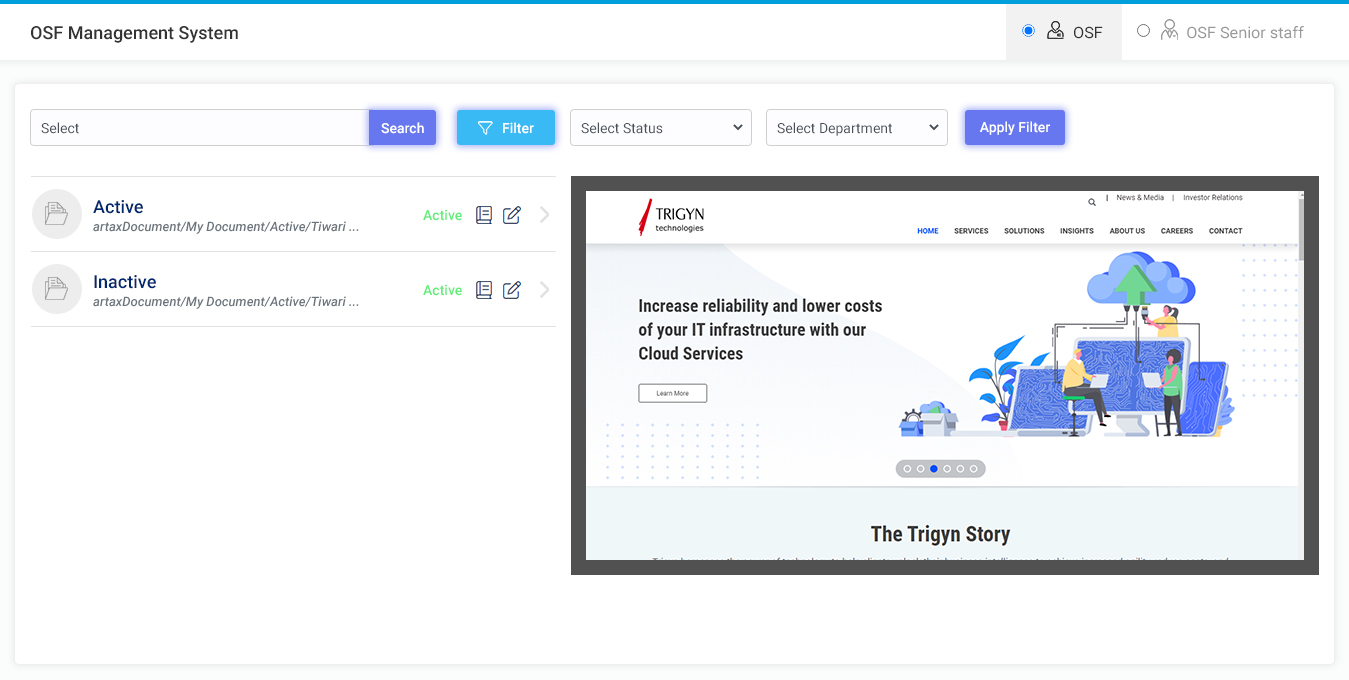 OSF Management System
OSF
OSF Senior staff
Select
Search
Filter
Select Status
Select Department
Apply Filter
Active
artaxDocument/My Document/Active/Tiwari ...
Active
Inactive
artaxDocument/My Document/Active/Tiwari ...
Active
TRIGYN
technologies
| News & Media | Investor Relations
HOME SERVICES SOLUTIONS INSIGHTS ABOUT US CAREERS CONTACT
Increase reliability and lower costs
of your IT infrastructure with our
Cloud Services
Learn More
The Trigyn Story